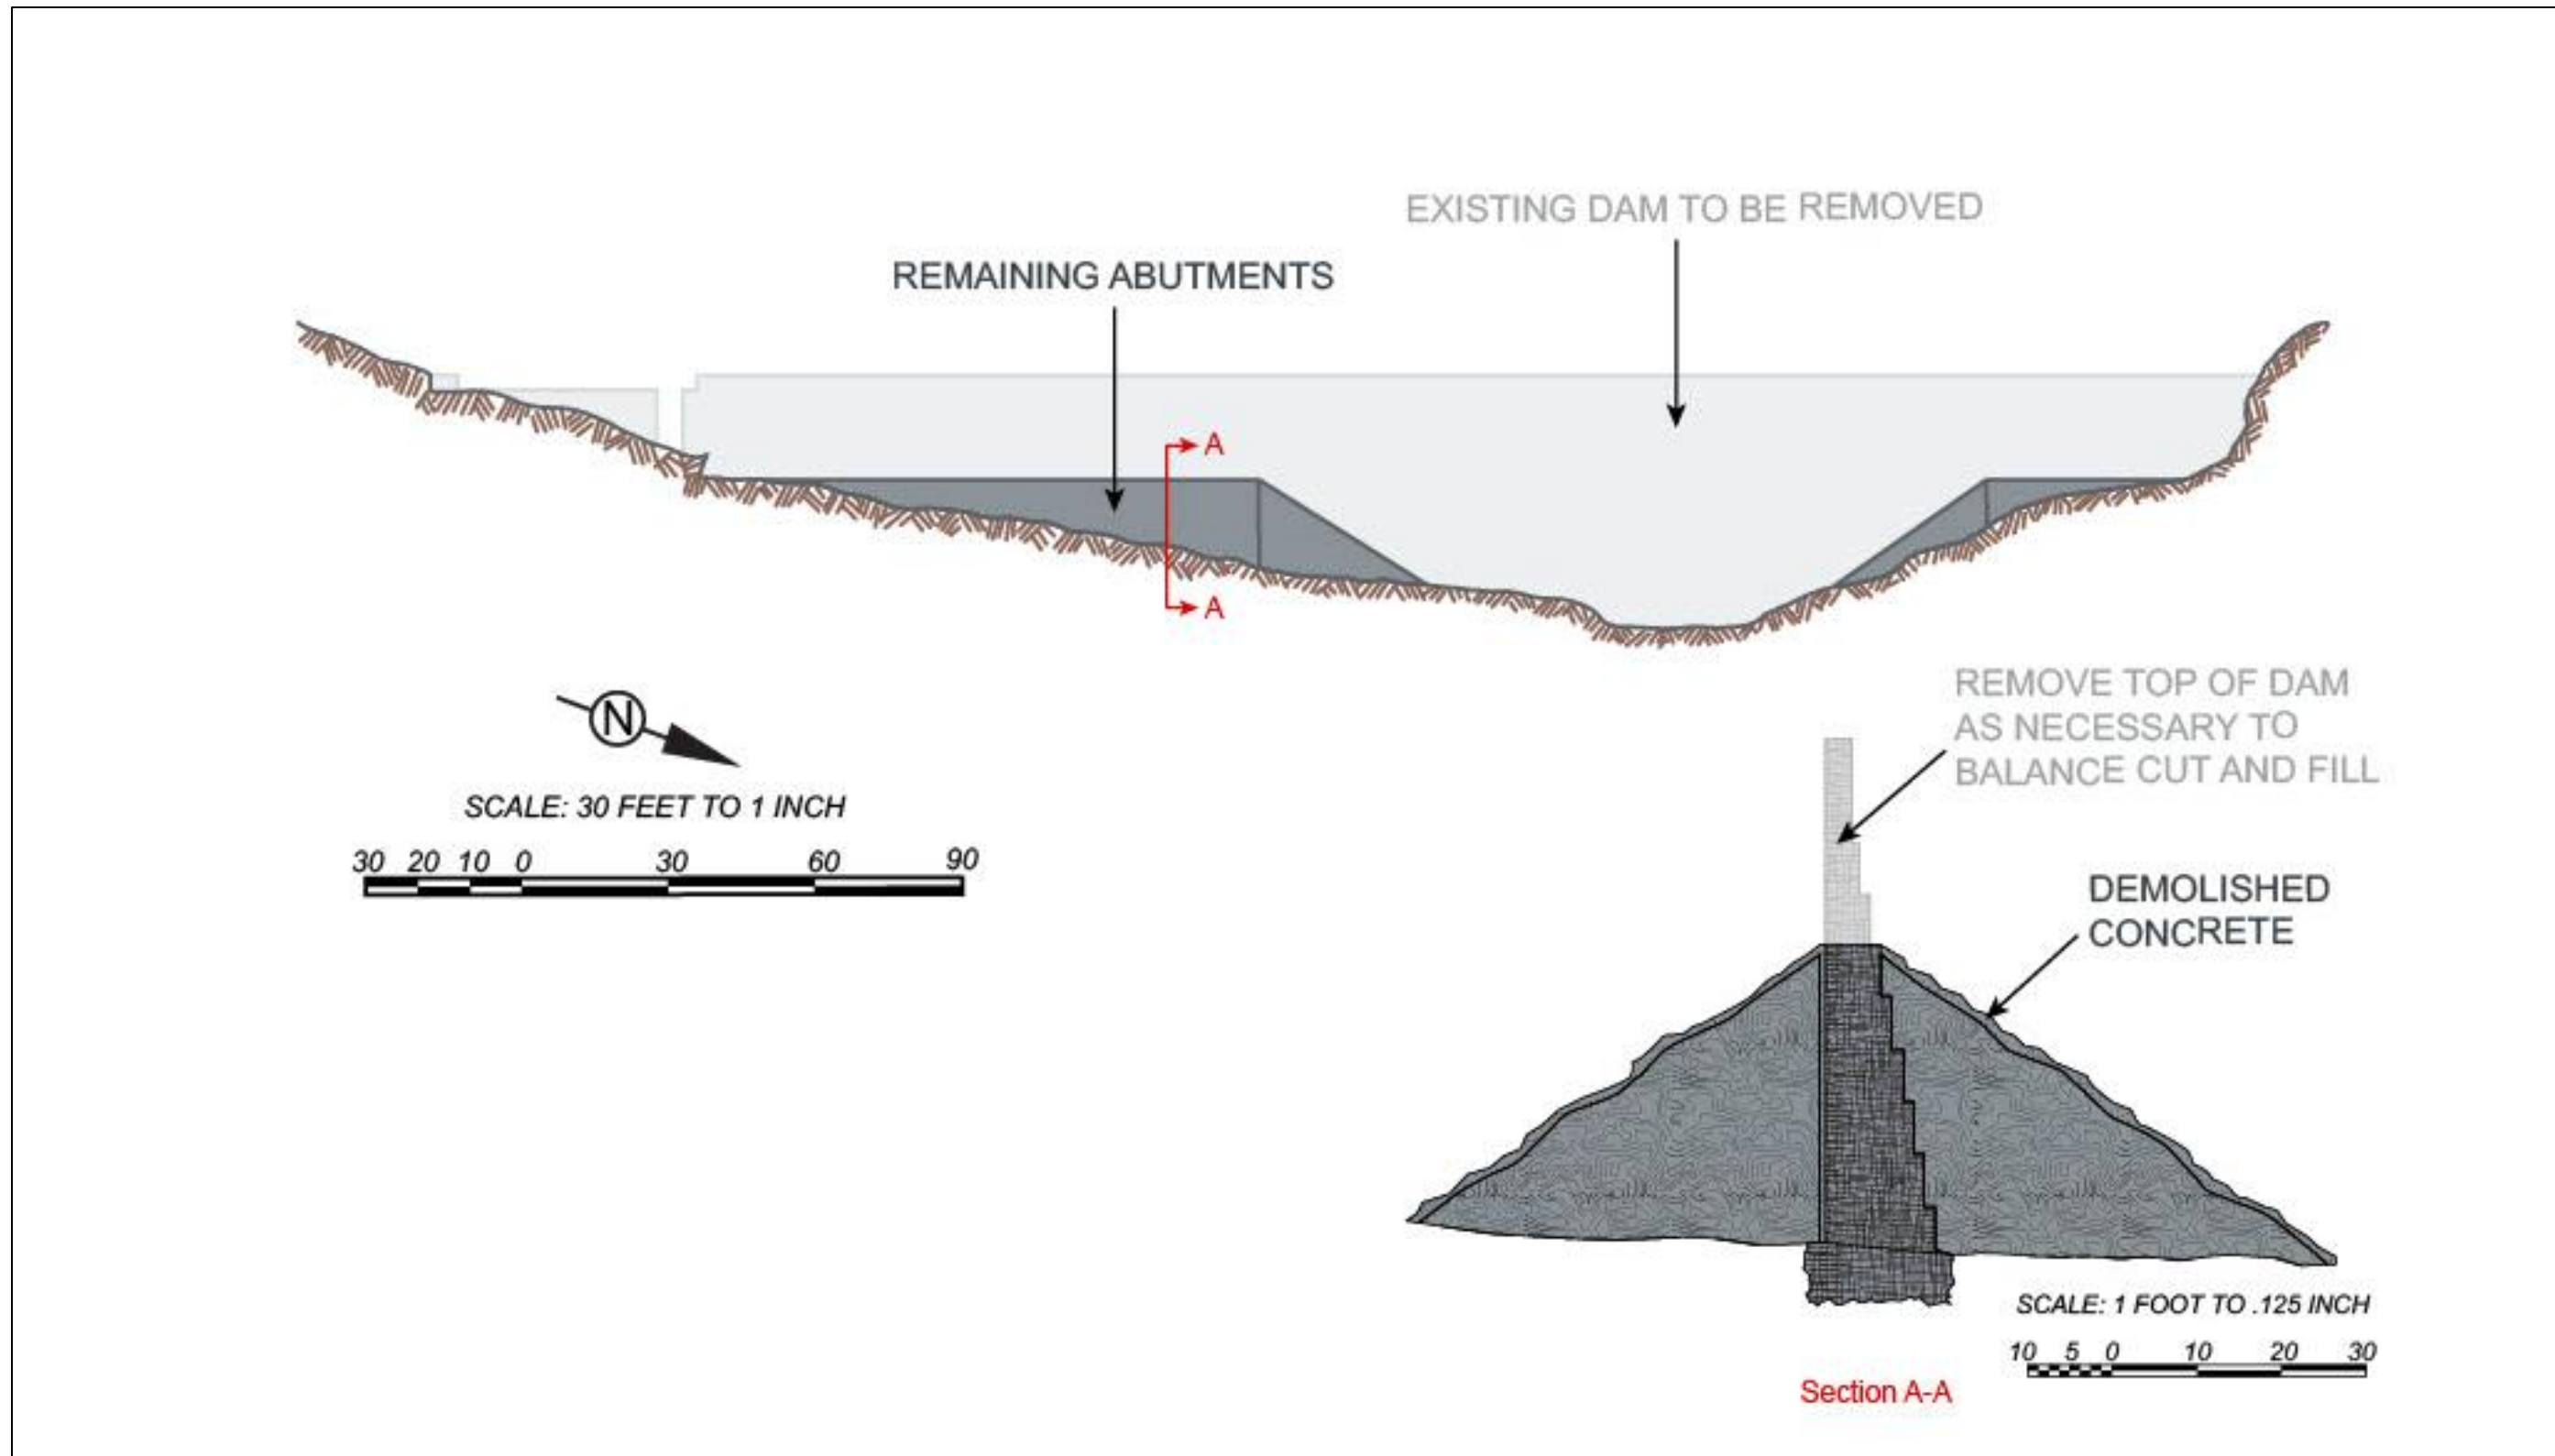 EXISTING DAM TO BE REMOVED
REMAINING ABUTMENTS
A
A
N
SCALE: 30 FEET TO 1 INCH
30 20 10 0 30 60 90
REMOVE TOP OF DAM
AS NECESSARY TO
BALANCE CUT AND FILL
DEMOLISHED
CONCRETE
SCALE: 1 FOOT TO .125 INCH
10 5 0 10 20 30
Section A-A